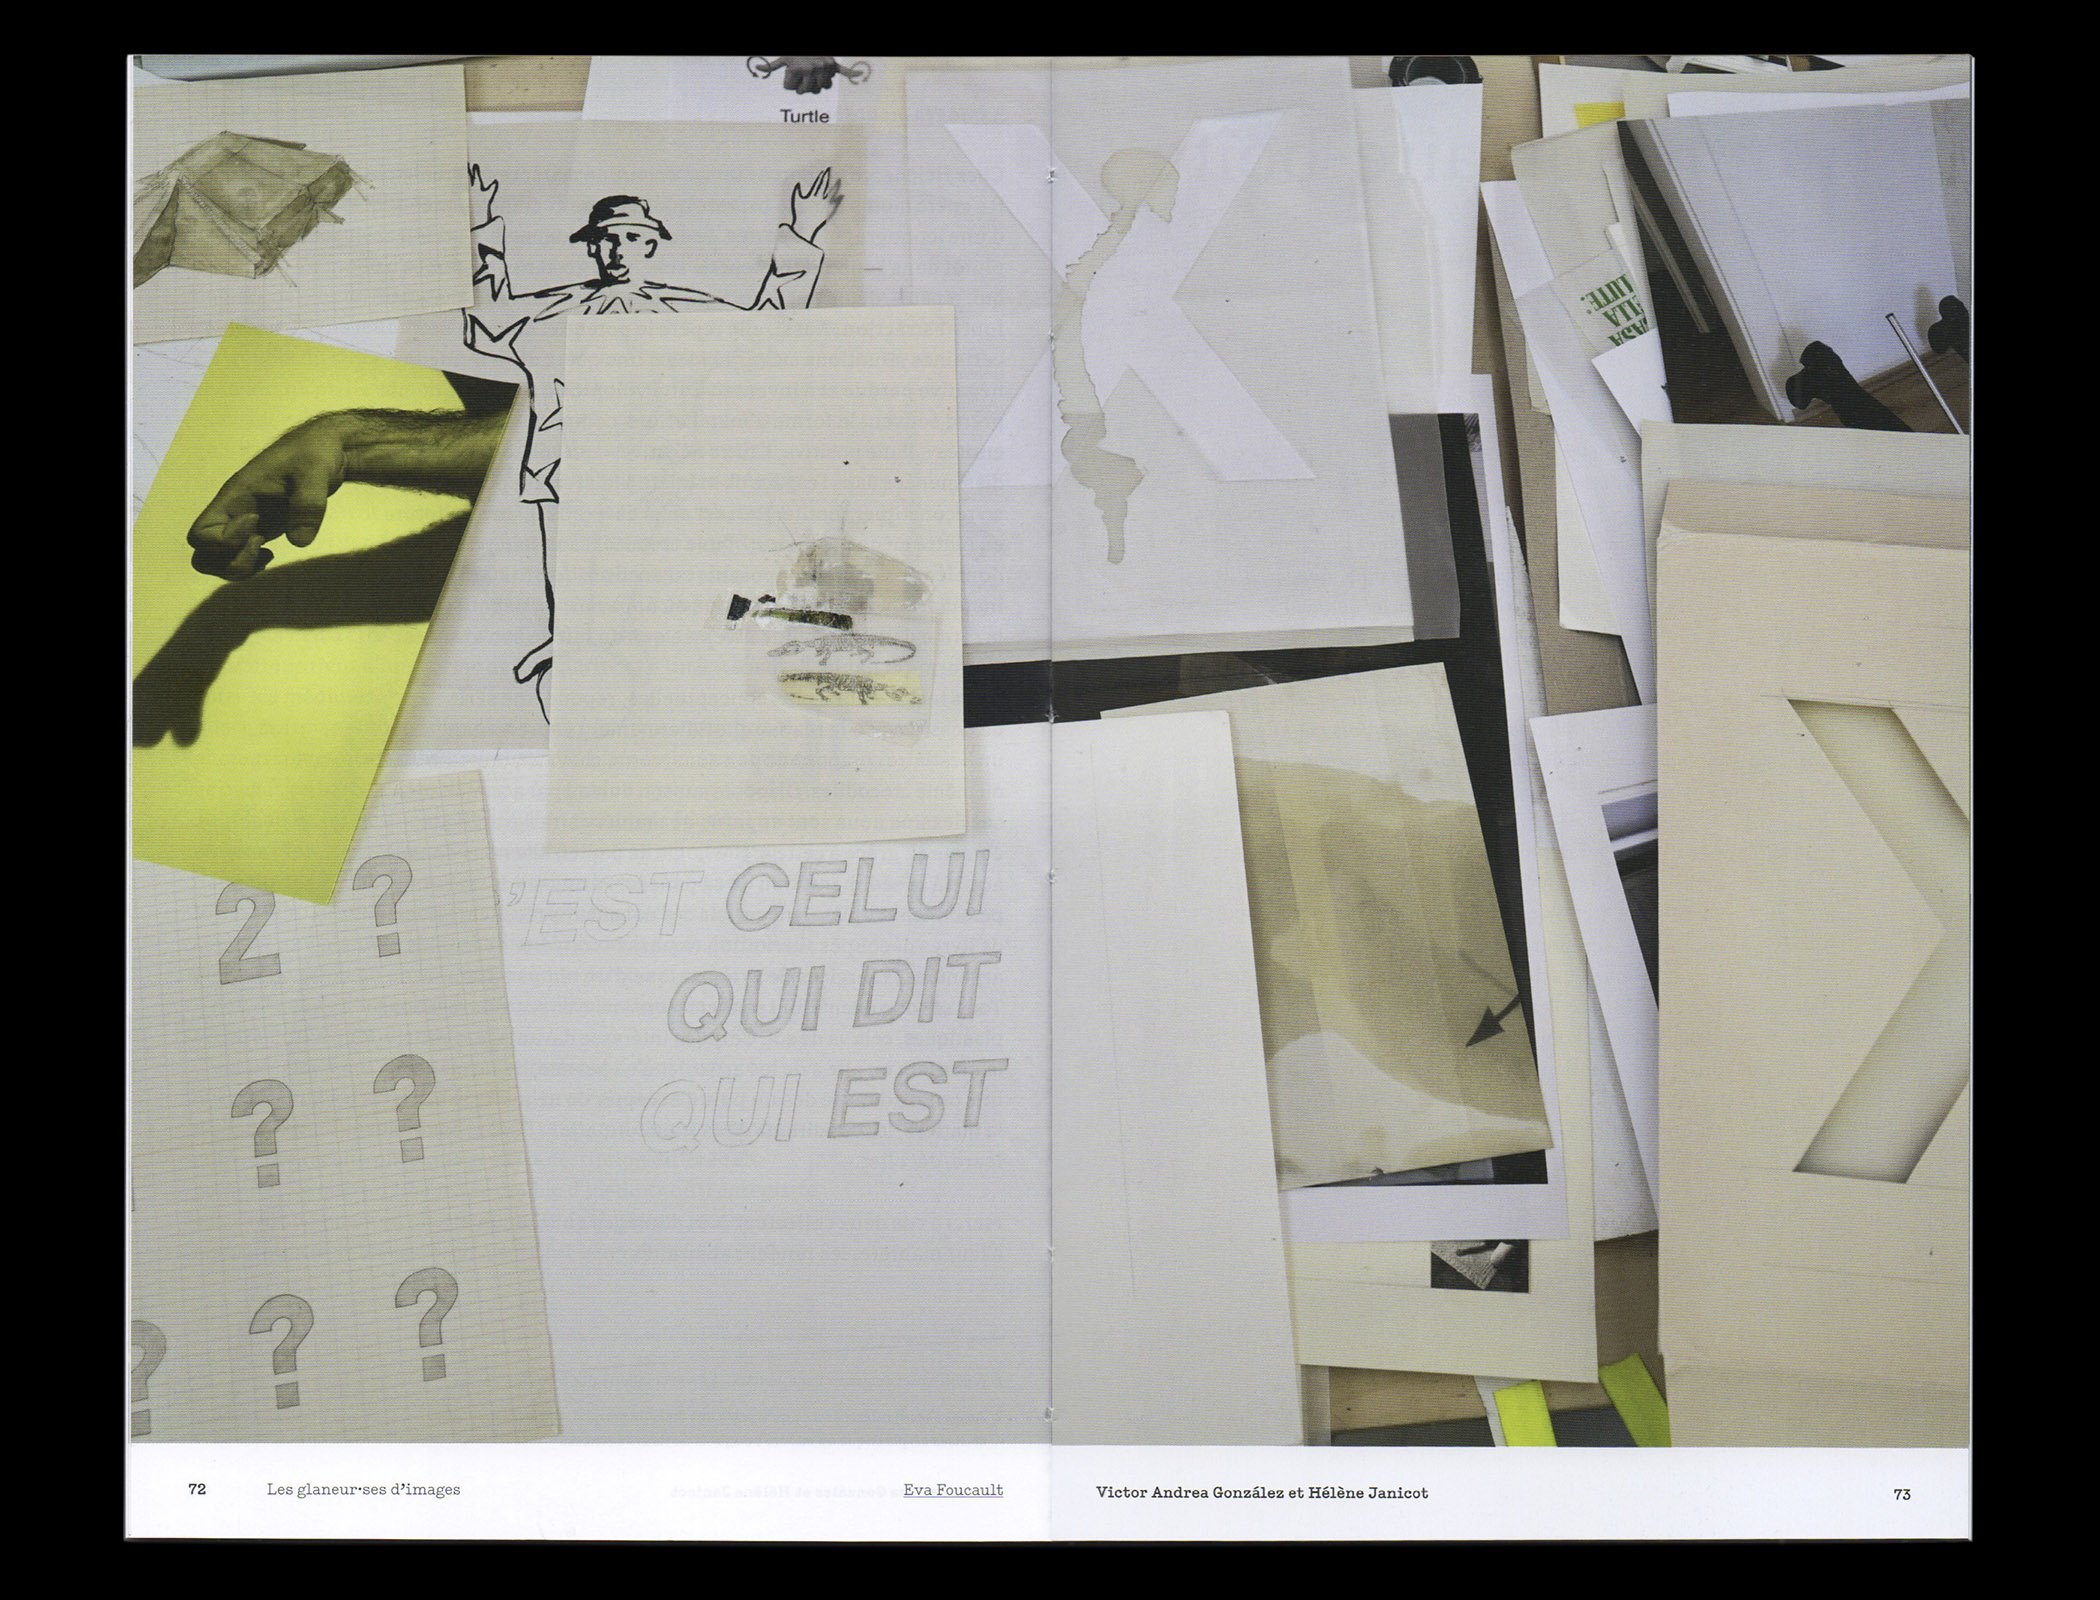 Turtle
X
2 ?
? ?
? ? ?
’EST CELUI
QUI DIT
QUI EST
72 Les glaneur·ses d’images Eva Foucault
Victor Andrea González et Hélène Janicot 73